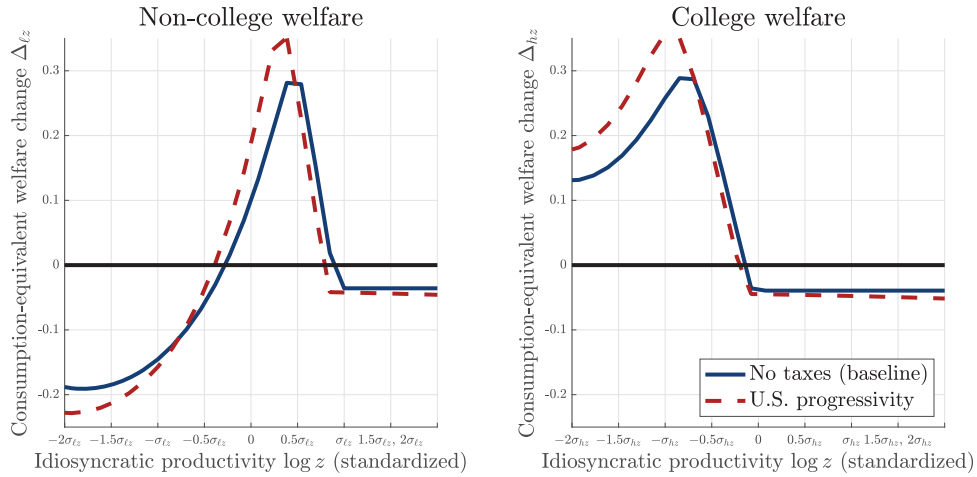 Non-college welfare
Consumption-equivalent welfare change Δℓz
0.3
0.2
0.1
0
-0.1
-0.2
−2σℓz −1.5σℓz −σℓz −0.5σℓz 0 0.5σℓz σℓz 1.5σℓz, 2σℓz
Idiosyncratic productivity log z (standardized)
College welfare
Consumption-equivalent welfare change Δhz
0.3
0.2
0.1
0
-0.1
-0.2
−2σhz −1.5σhz −σhz −0.5σhz 0 0.5σhz σhz 1.5σhz, 2σhz
Idiosyncratic productivity log z (standardized)
No taxes (baseline)
U.S. progressivity